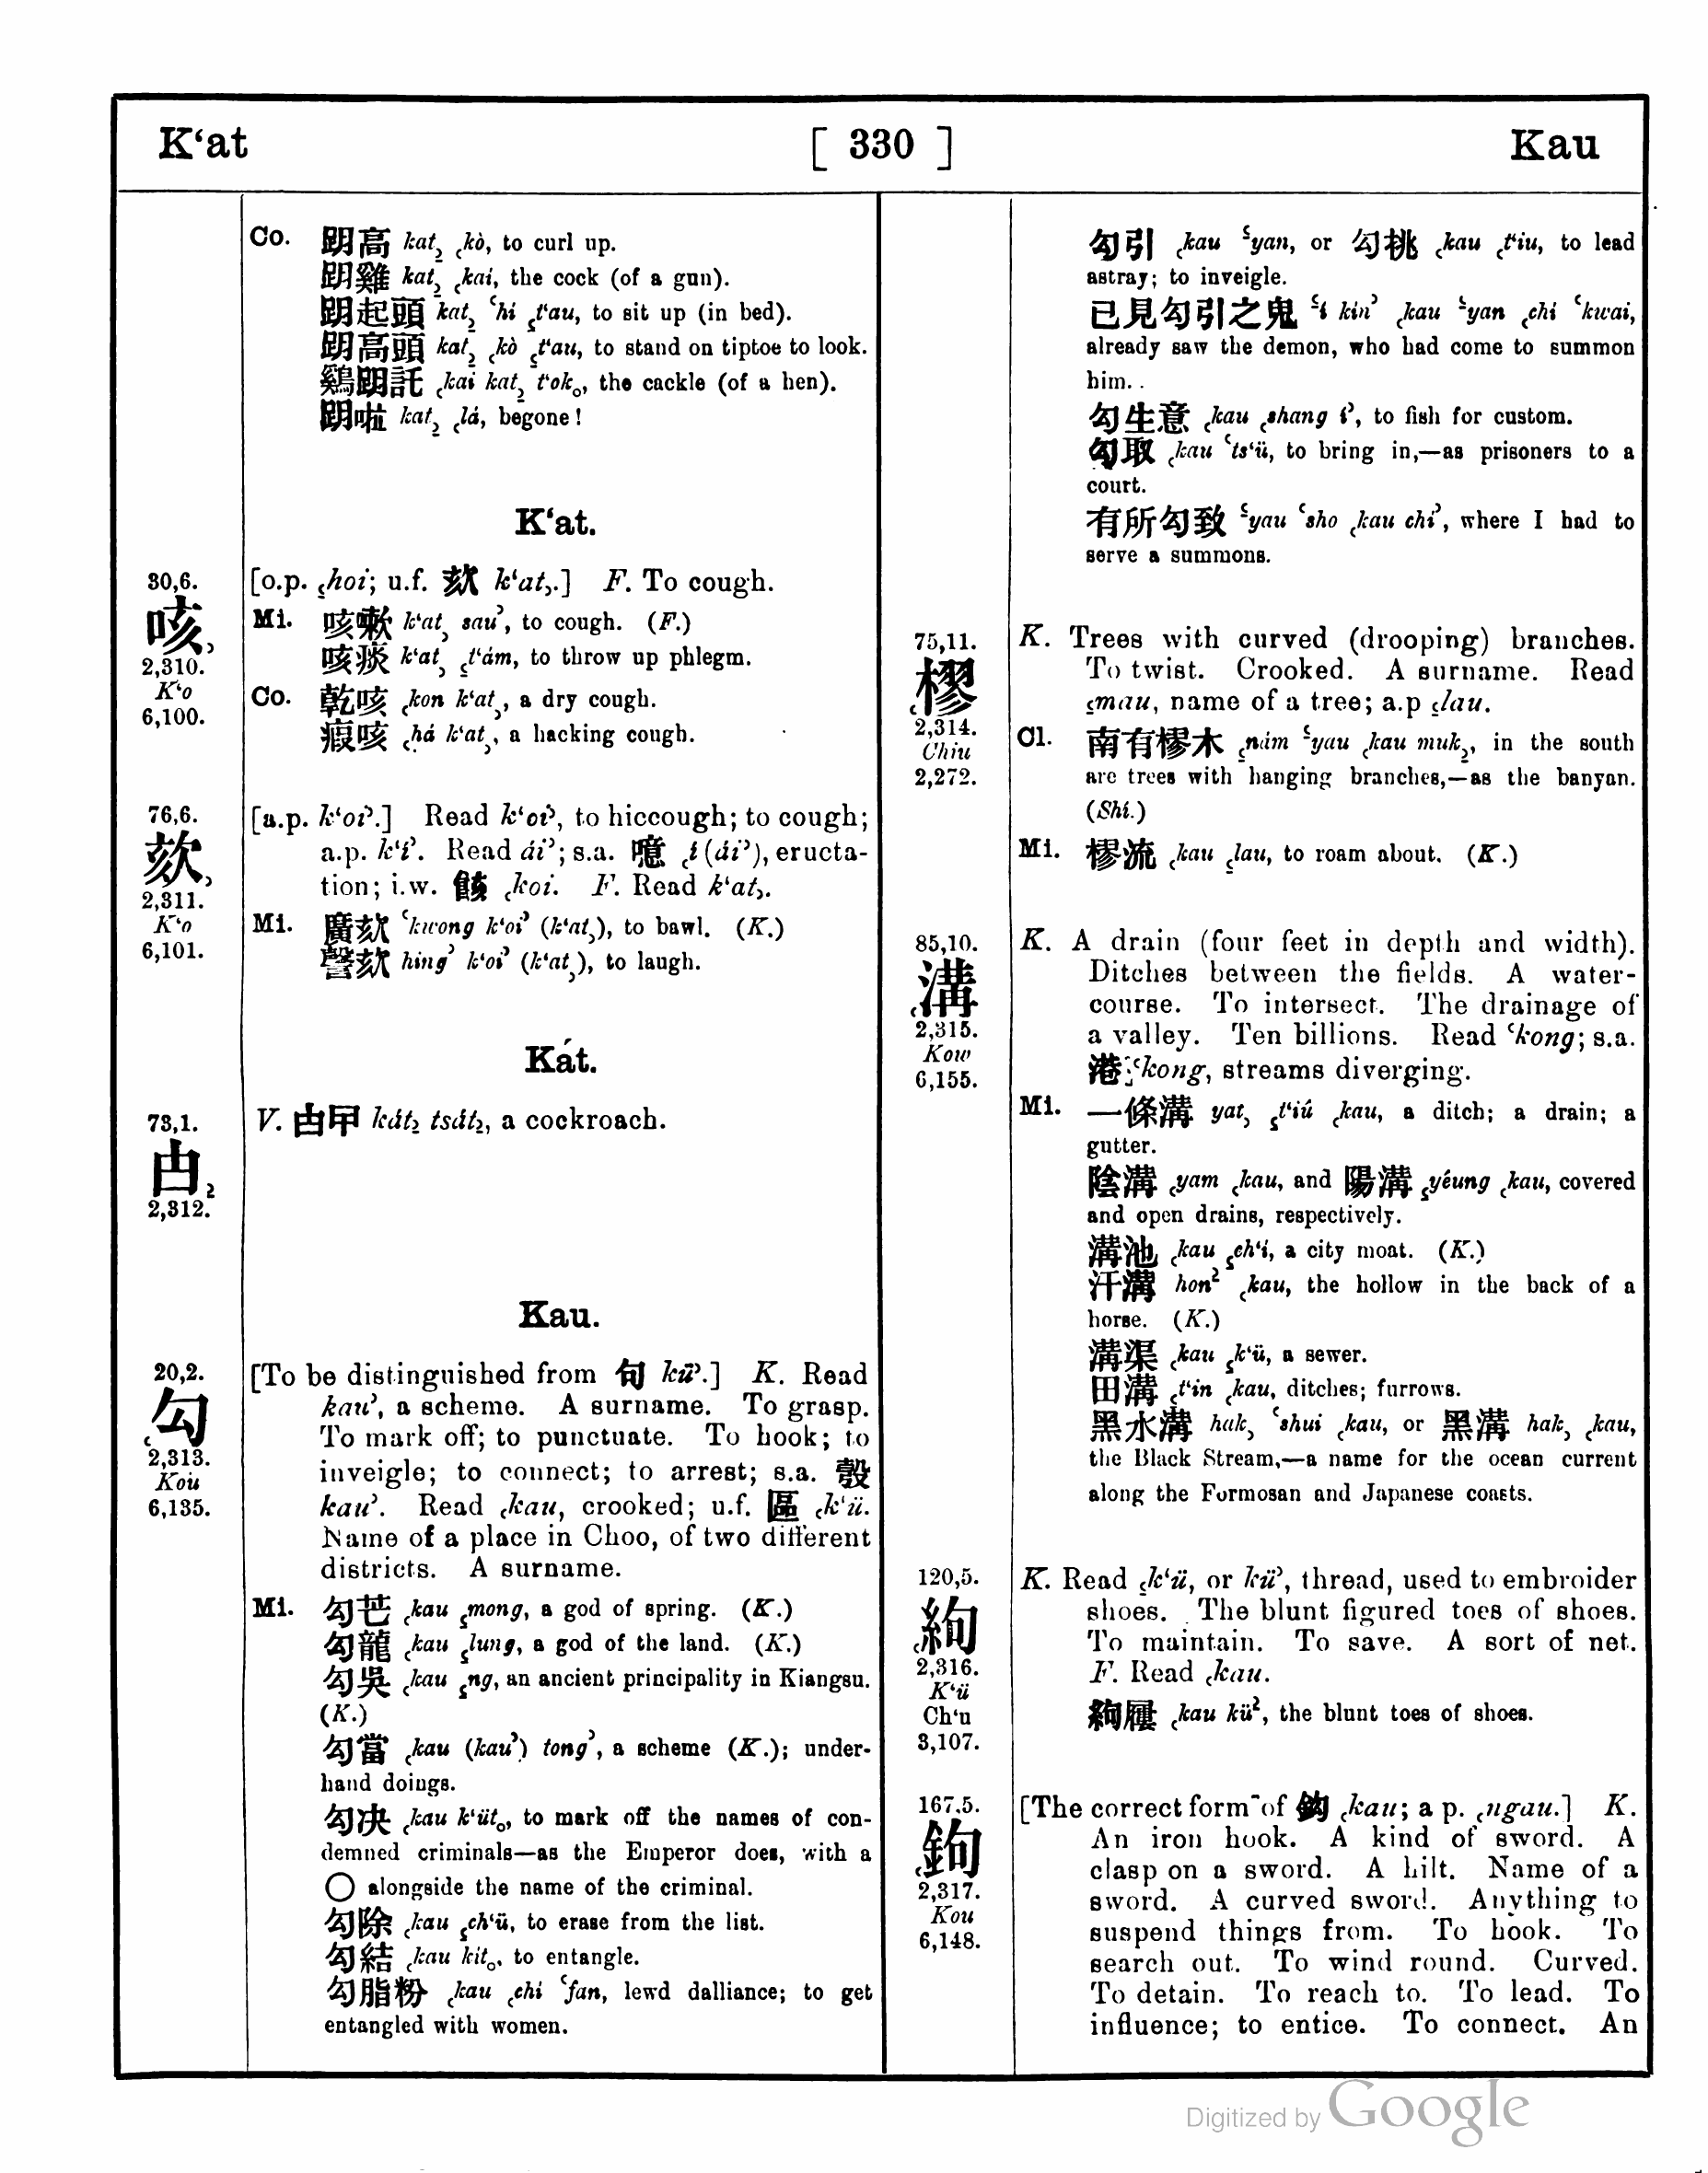 K‘at
[ 330 ]
Kau
Co. 高 kat₂ ꜀kò, to curl up.
雞 kat₂ ꜀kai, the cock (of a gun).
起頭 kat₂ ꜂hi ꜁t‘au, to sit up (in bed).
高頭 kat₂ ꜀kò ꜁t‘au, to stand on tiptoe to look.
鷄 託 ꜀kai kat₂ t‘ok₀, the cackle (of a hen).
啦 kat₂ ꜀lá, begone!
K‘at.
30,6.
咳
2,310.
K‘o
6,100.
[o.p. ꜁hoi; u.f. 欬 k‘at꜆.] F. To cough.
Mi. 咳嗽 k‘at꜆ sau꜄, to cough. (F.)
咳痰 k‘at꜆ ꜁t‘ám, to throw up phlegm.
Co. 乾咳 ꜀kon k‘at꜆, a dry cough.
瘕咳 ꜀há k‘at꜆, a hacking cough.
76,6.
欬
2,311.
K‘o
6,101.
[a.p. k‘oi꜄.] Read k‘oi꜄, to hiccough; to cough;
a.p. k‘i꜄. Read ái꜄; s.a. 噫 ꜀i (ái꜄), eructa-
tion; i.w. ꜀koi. F. Read k‘at꜆.
Mi. 廣欬 ꜂kwong k‘oi꜄ (k‘at꜆), to bawl. (K.)
謦欬 hing꜄ k‘oi꜄ (k‘at꜆), to laugh.
Kát.
73,1.
甴
2,312.
V. 甴曱 kát₂ tsát₂, a cockroach.
Kau.
20,2.
勾
2,313.
Kou
6,135.
[To be distinguished from 句 kü꜄.] K. Read
kau꜄, a scheme. A surname. To grasp.
To mark off; to punctuate. To hook; to
inveigle; to connect; to arrest; s.a. 彀
kau꜄. Read ꜀kau, crooked; u.f. 區 ꜀k‘ü.
Name of a place in Choo, of two different
districts. A surname.
Mi. 勾芒 ꜀kau ꜁mong, a god of spring. (K.)
勾龍 ꜀kau ꜁lung, a god of the land. (K.)
勾吳 ꜀kau ꜁ng, an ancient principality in Kiangsu.
(K.)
勾當 ꜀kau (kau꜄) tong꜄, a scheme (K.); under-
hand doings.
勾决 ꜀kau k‘üt₀, to mark off the names of con-
demned criminals—as the Emperor does, with a
◯ alongside the name of the criminal.
勾除 ꜀kau ꜁ch‘ü, to erase from the list.
勾結 ꜀kau kit₀, to entangle.
勾脂粉 ꜀kau ꜀chi ꜂fan, lewd dalliance; to get
entangled with women.
勾引 ꜀kau ꜃yan, or 勾挑 ꜀kau ꜀t‘iu, to lead
astray; to inveigle.
已見勾引之鬼 ꜃i kin꜄ ꜀kau ꜃yan ꜀chi ꜂kwai,
already saw the demon, who had come to summon
him.
勾生意 ꜀kau ꜀shang i꜄, to fish for custom.
勾取 ꜀kau ꜂ts‘ü, to bring in,—as prisoners to a
court.
有所勾致 ꜃yau ꜂sho ꜀kau chi꜄, where I had to
serve a summons.
75,11.
樛
2,314.
Chiu
2,272.
K. Trees with curved (drooping) branches.
To twist. Crooked. A surname. Read
꜁mau, name of a tree; a.p ꜁lau.
Cl. 南有樛木 ꜁nám ꜃yau ꜀kau muk₂, in the south
are trees with hanging branches,—as the banyan.
(Shi.)
Mi. 樛流 ꜀kau ꜁lau, to roam about. (K.)
85,10.
溝
2,315.
Kow
6,155.
K. A drain (four feet in depth and width).
Ditches between the fields. A water-
course. To intersect. The drainage of
a valley. Ten billions. Read ꜂kong; s.a.
港 ꜂kong, streams diverging.
Mi. 一條溝 yat꜆ ꜁t‘iú ꜀kau, a ditch; a drain; a
gutter.
陰溝 ꜀yam ꜀kau, and 陽溝 ꜁yéung ꜀kau, covered
and open drains, respectively.
溝池 ꜀kau ꜁ch‘i, a city moat. (K.)
汗溝 hon² ꜀kau, the hollow in the back of a
horse. (K.)
溝渠 ꜀kau ꜁k‘ü, a sewer.
田溝 ꜁t‘in ꜀kau, ditches; furrows.
黑水溝 hak꜆ ꜂shui ꜀kau, or 黑溝 hak꜆ ꜀kau,
the Black Stream,—a name for the ocean current
along the Formosan and Japanese coasts.
120,5.
絇
2,316.
K‘ü
Ch‘u
3,107.
K. Read ꜁k‘ü, or kü꜄, thread, used to embroider
shoes. The blunt figured toes of shoes.
To maintain. To save. A sort of net.
F. Read ꜀kau.
絇屨 ꜀kau kü², the blunt toes of shoes.
167,5.
鉤
2,317.
Kou
6,148.
[The correct form of 鈎 ꜀kau; a p. ꜀ngau.] K.
An iron hook. A kind of sword. A
clasp on a sword. A hilt. Name of a
sword. A curved sword. Anything to
suspend things from. To hook. To
search out. To wind round. Curved.
To detain. To reach to. To lead. To
influence; to entice. To connect. An
Digitized by Google